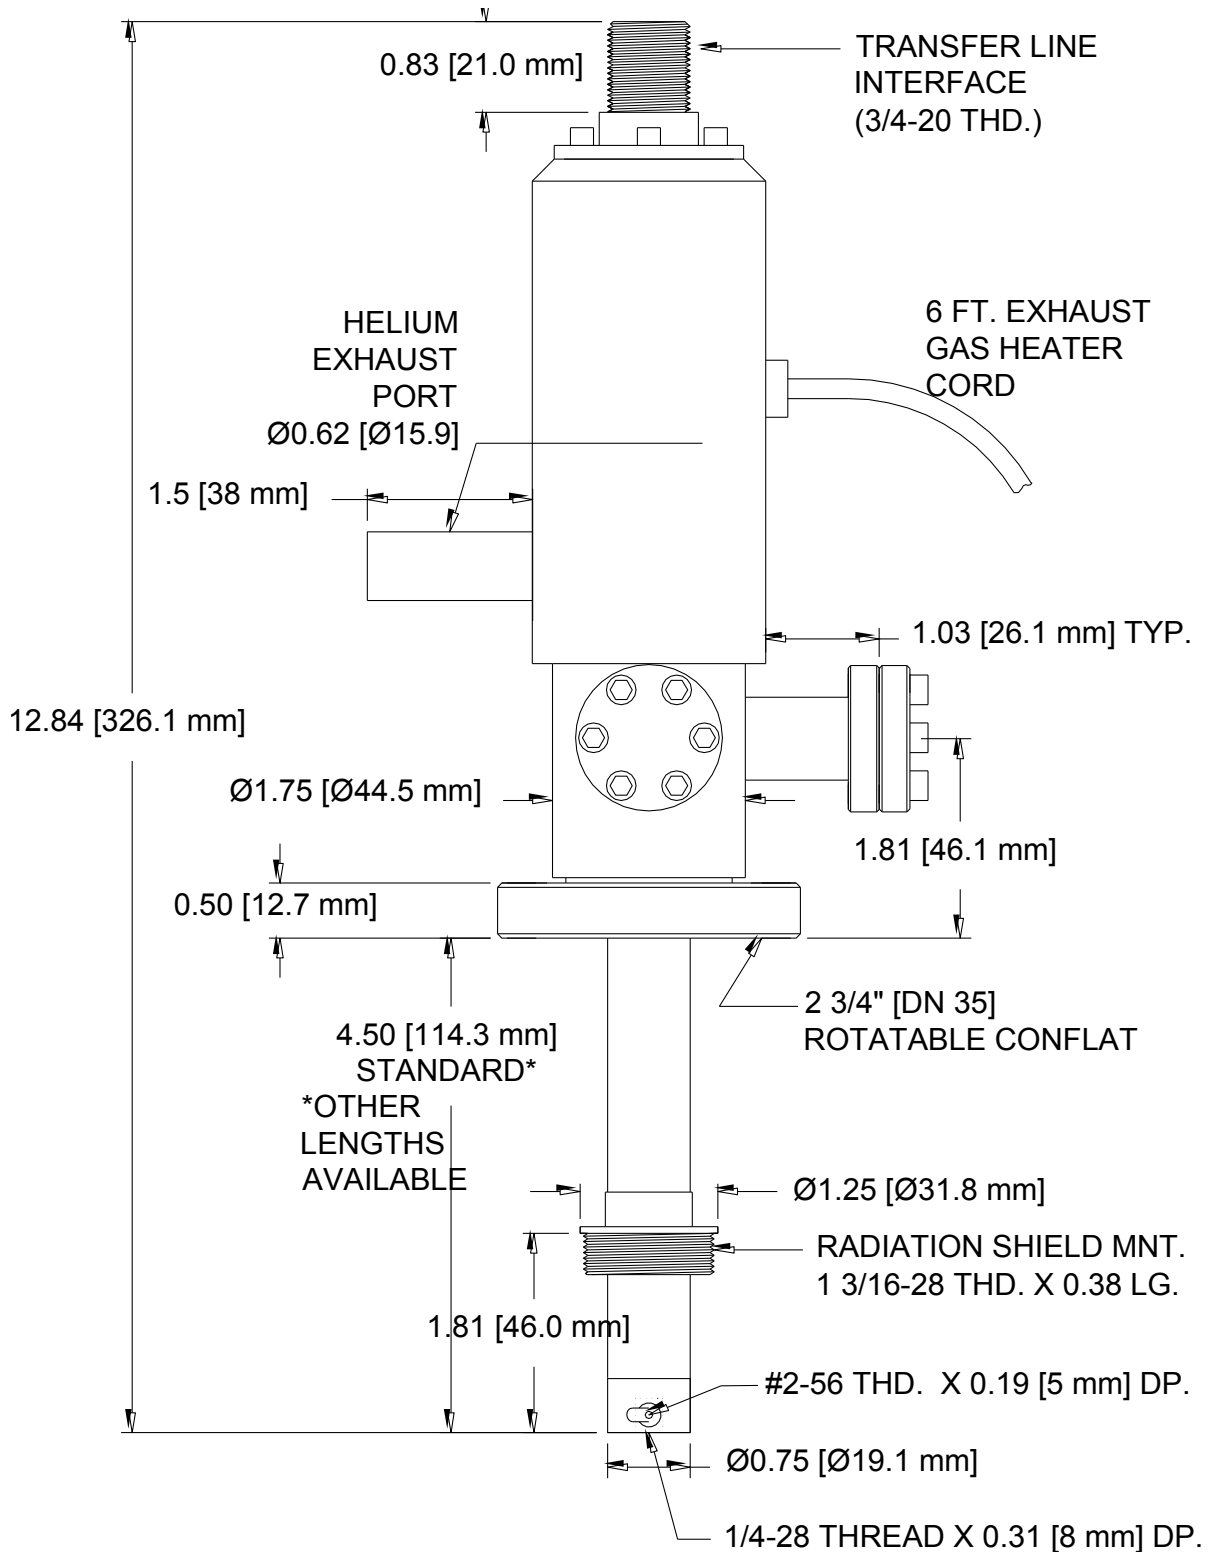 0.83 [21.0 mm]
TRANSFER LINE
INTERFACE
(3/4-20 THD.)
HELIUM
EXHAUST
PORT
Ø0.62 [Ø15.9]
6 FT. EXHAUST
GAS HEATER
CORD
1.5 [38 mm]
1.03 [26.1 mm] TYP.
12.84 [326.1 mm]
Ø1.75 [Ø44.5 mm]
1.81 [46.1 mm]
0.50 [12.7 mm]
2 3/4" [DN 35]
ROTATABLE CONFLAT
4.50 [114.3 mm]
STANDARD*
*OTHER
LENGTHS
AVAILABLE
Ø1.25 [Ø31.8 mm]
RADIATION SHIELD MNT.
1 3/16-28 THD. X 0.38 LG.
1.81 [46.0 mm]
#2-56 THD.  X 0.19 [5 mm] DP.
Ø0.75 [Ø19.1 mm]
1/4-28 THREAD X 0.31 [8 mm] DP.